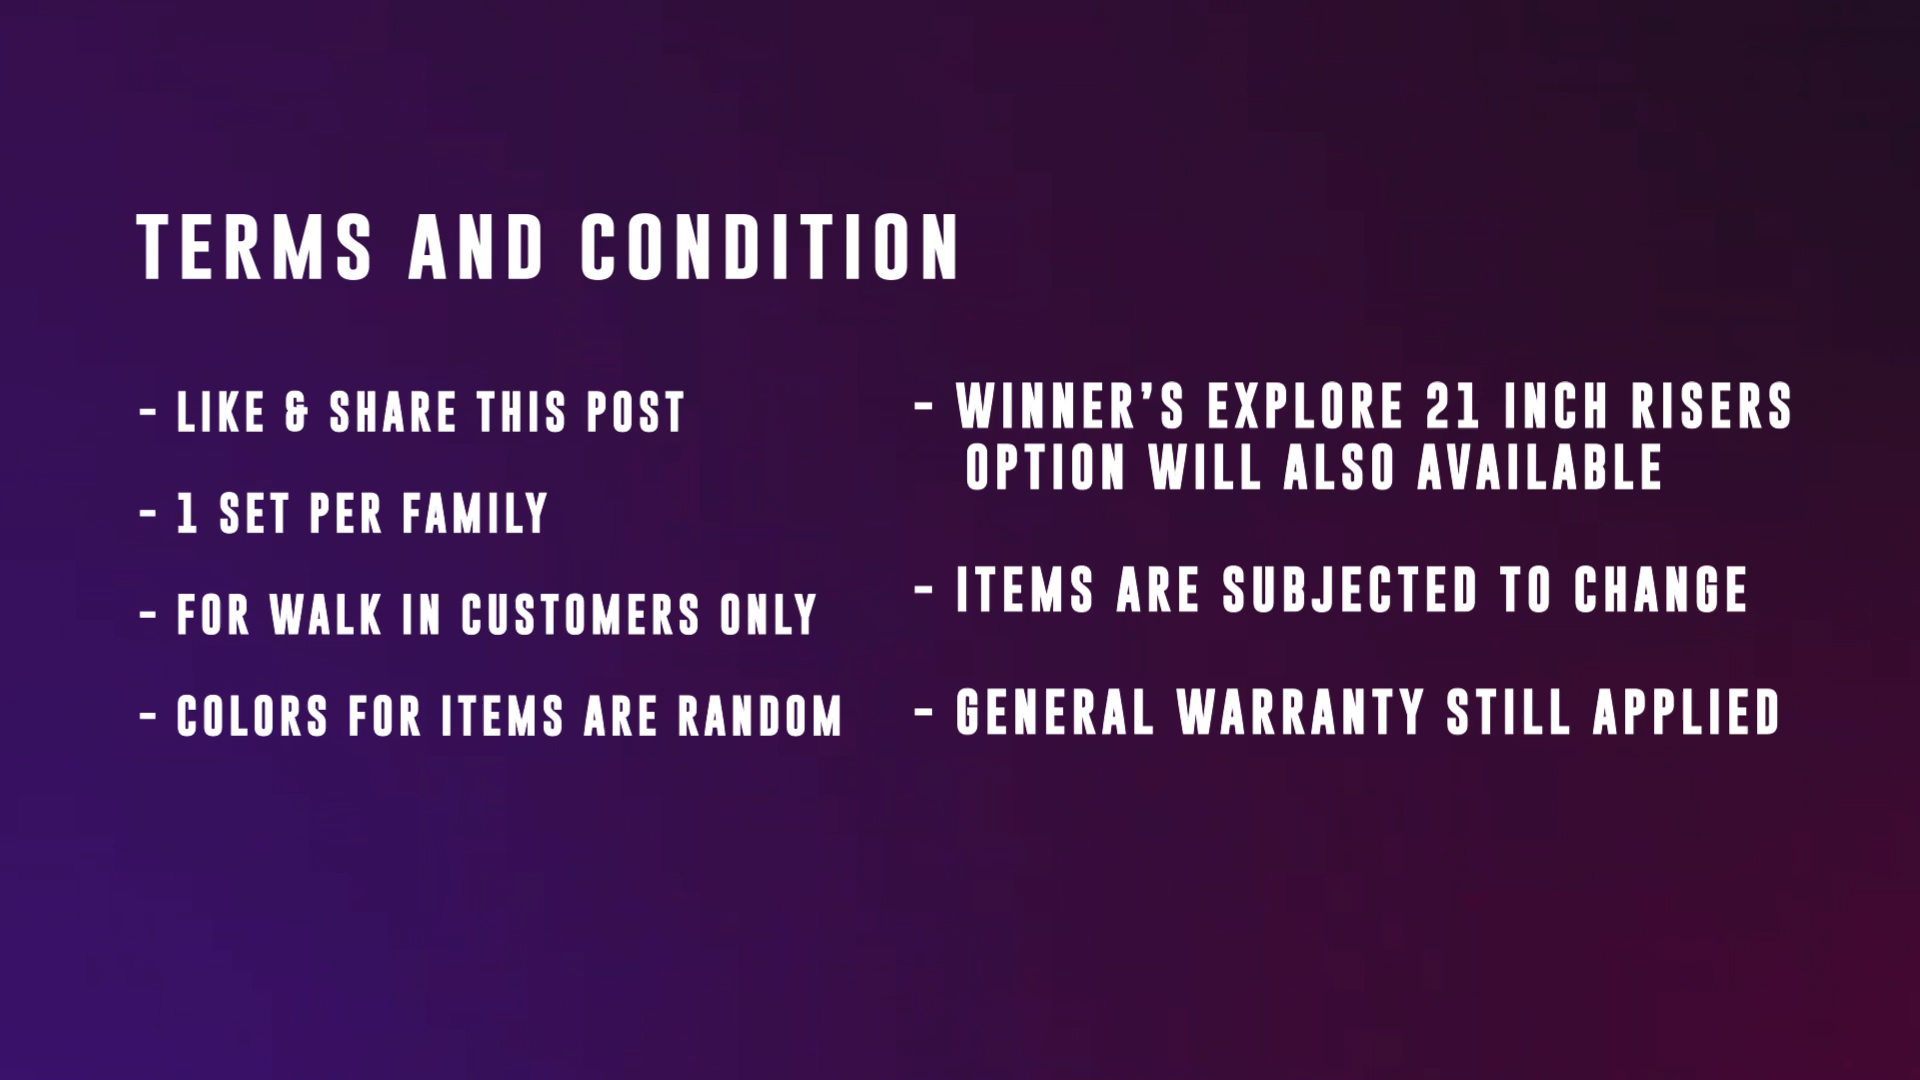 TERMS AND CONDITION
- LIKE & SHARE THIS POST
- 1 SET PER FAMILY
- FOR WALK IN CUSTOMERS ONLY
- COLORS FOR ITEMS ARE RANDOM
- WINNER'S EXPLORE 21 INCH RISERS
OPTION WILL ALSO AVAILABLE
- ITEMS ARE SUBJECTED TO CHANGE
- GENERAL WARRANTY STILL APPLIED